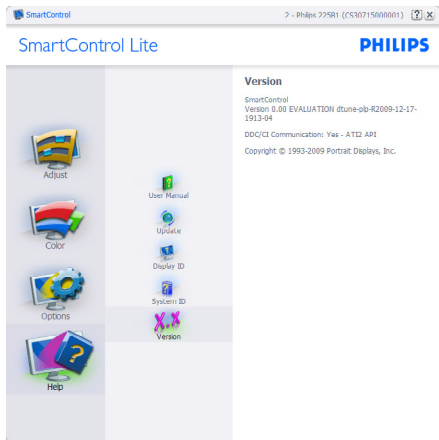 SmartControl
2 - Philips 225B1 (CS30715000001)
SmartControl Lite
PHILIPS
Version
SmartControl
Version 0.00 EVALUATION dtune-plp-R2009-12-17-
1913-04
DDC/CI Communication: Yes - ATI2 API
Copyright © 1993-2009 Portrait Displays, Inc.
Adjust
Color
Options
Help
User Manual
Update
Display ID
System ID
X.X
Version